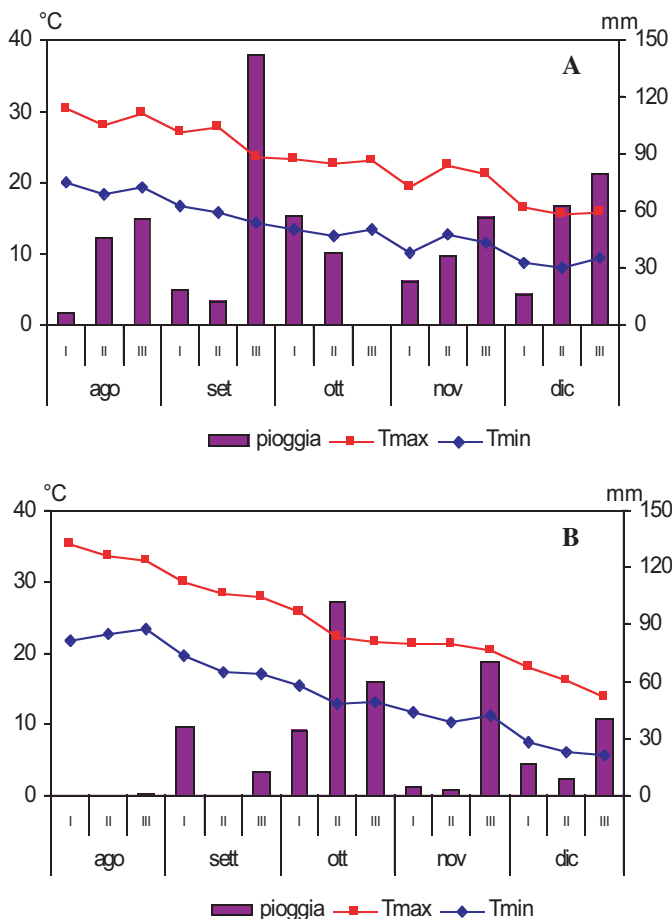 °C mm
40 150
A
30 120
90
20
60
10
30
0 0
I II III I II III I II III I II III I II III
ago set ott nov dic
pioggia Tmax Tmin
°C mm
40 150
B
30 120
90
20
60
10
30
0 0
I II III I II III I II III I II III I II III
ago sett ott nov dic
pioggia Tmax Tmin